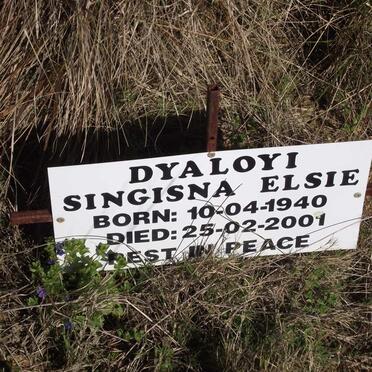 DYALOYI
SINGISNA ELSIE
BORN: 10-04-1940
DIED: 25-02-2001
REST IN PEACE